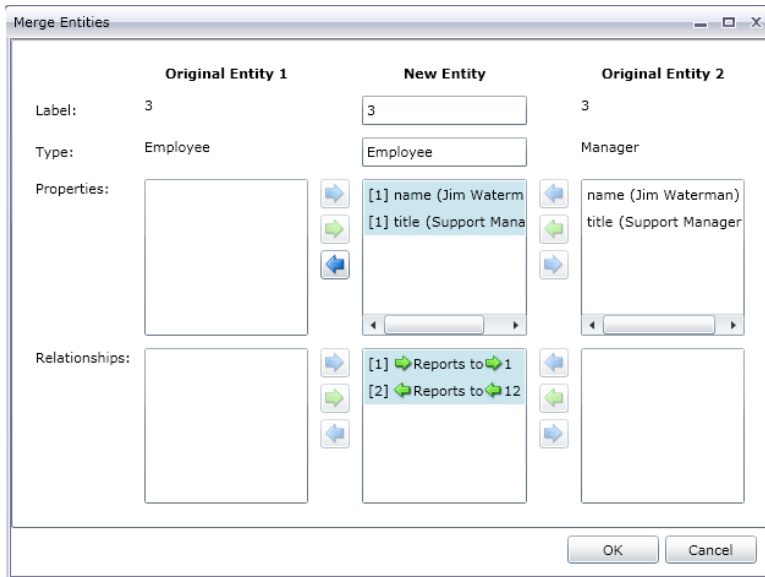 Merge Entities
Original Entity 1 New Entity Original Entity 2
Label: 3 3 3
Type: Employee Employee Manager
Properties: [1] name (Jim Waterm name (Jim Waterman)
[1] title (Support Mana title (Support Manager
Relationships: [1] Reports to 1
[2] Reports to 12
OK Cancel